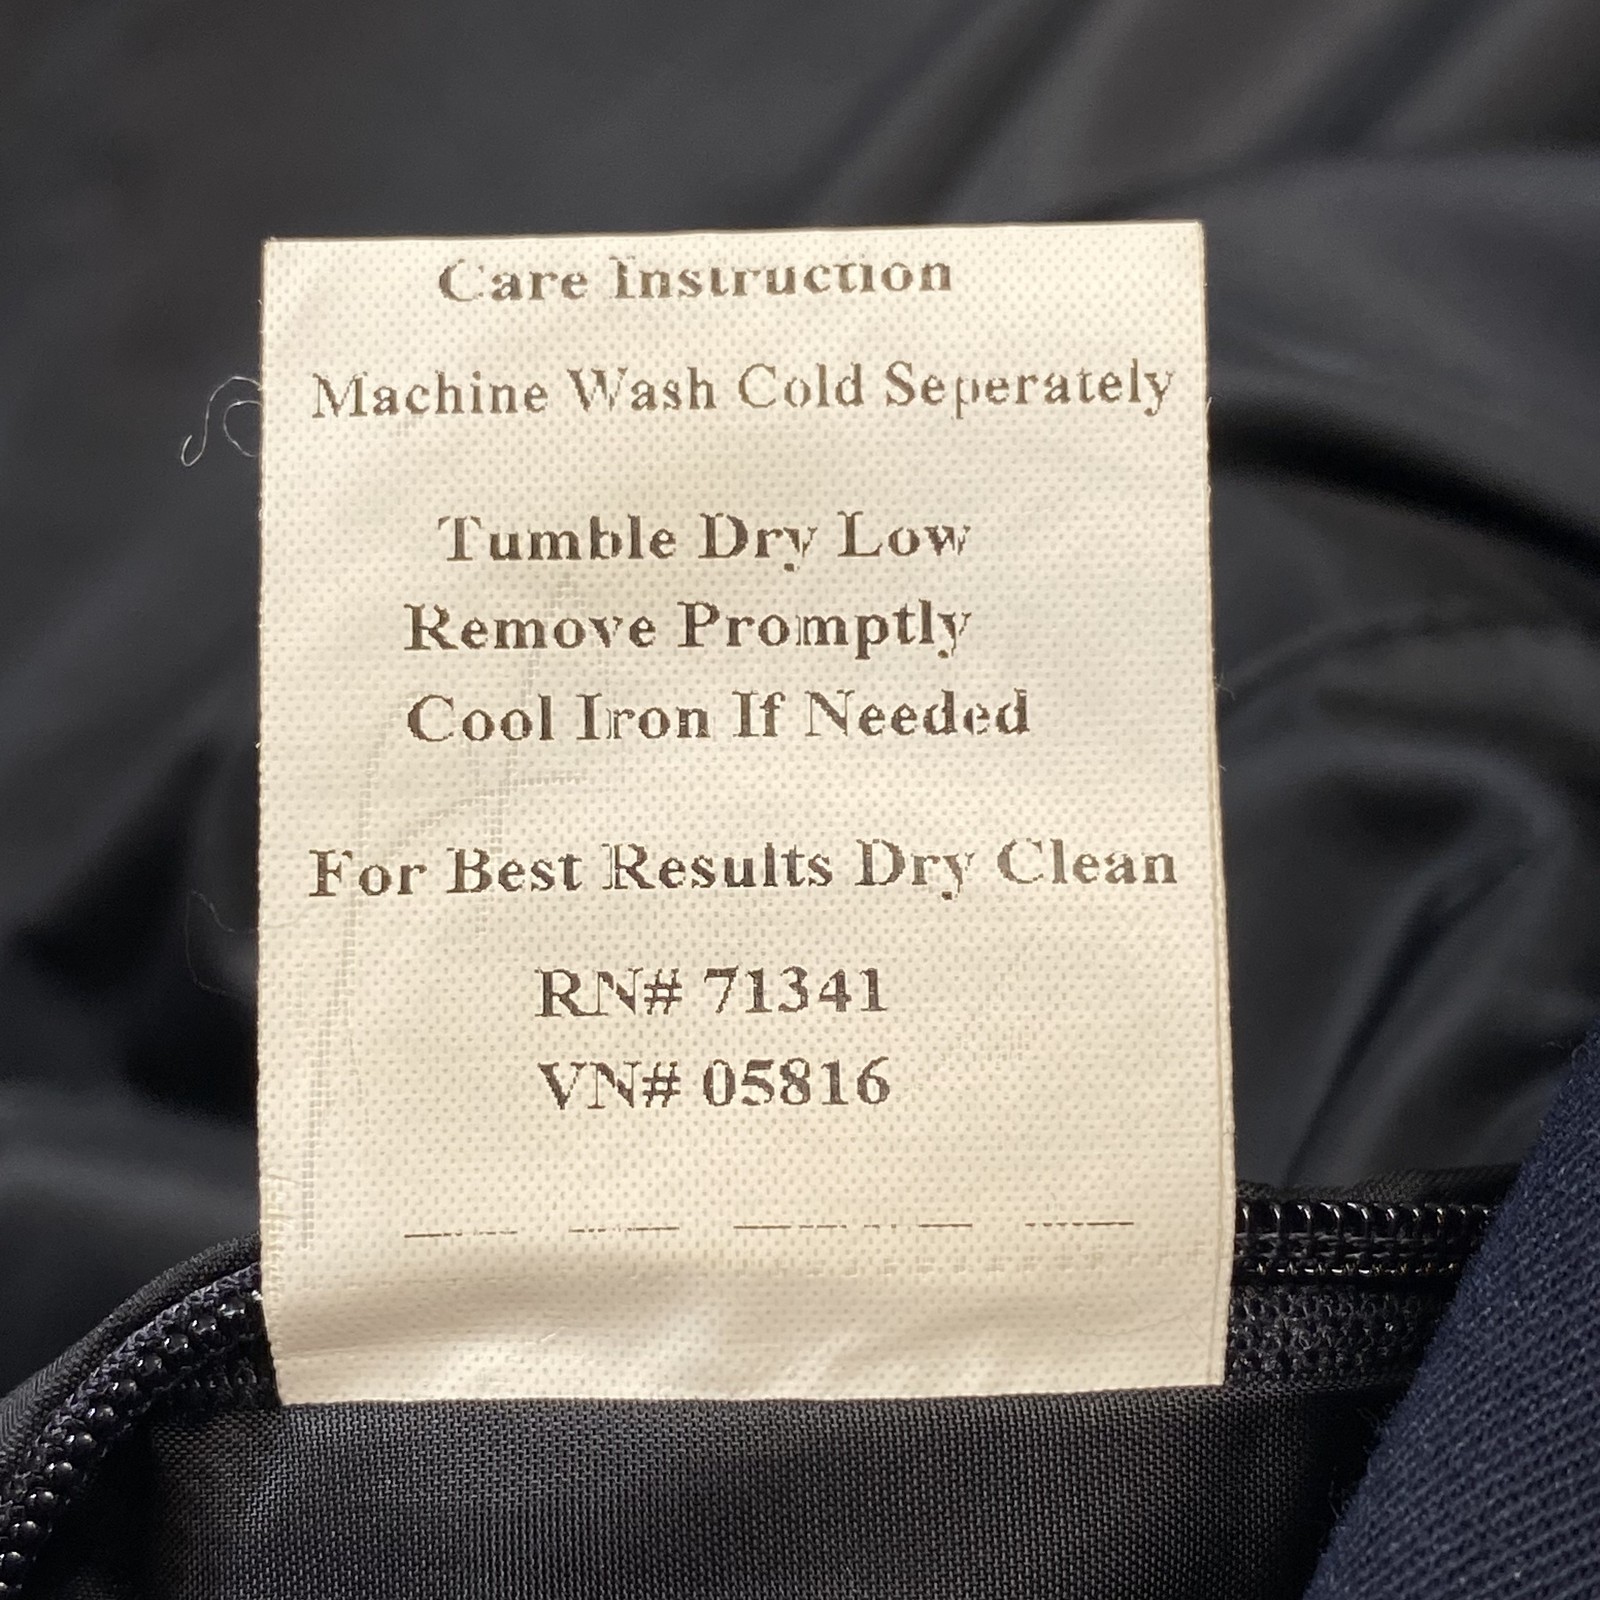 Care Instruction
Machine Wash Cold Seperately
Tumble Dry Low
Remove Promptly
Cool Iron If Needed
For Best Results Dry Clean
RN# 71341
VN# 05816